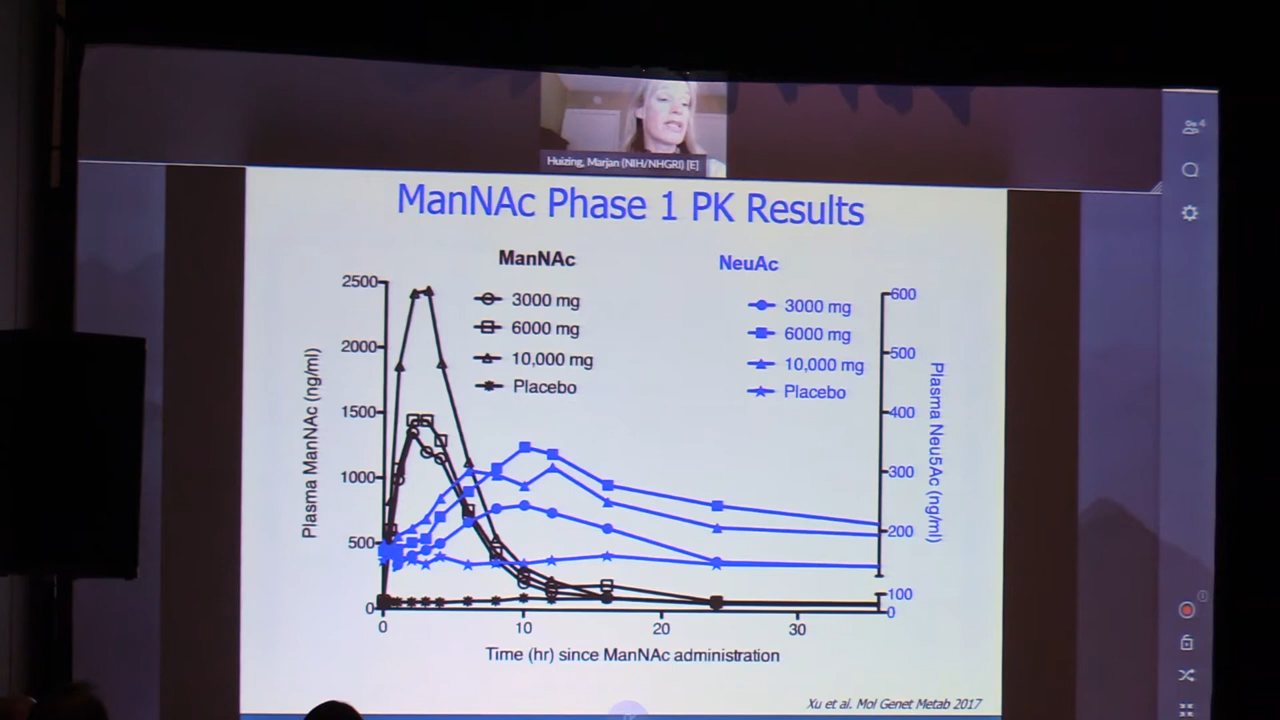 4
Huizing, Marjan (NIH/NHGRI) [E]
ManNAc Phase 1 PK Results
ManNAc
3000 mg
6000 mg
10,000 mg
Placebo
NeuAc
3000 mg
6000 mg
10,000 mg
Placebo
Plasma ManNAc (ng/ml)
2500
2000
1500
1000
500
0
600
500
400
300
200
100
0
Plasma Neu5Ac (ng/ml)
0 10 20 30
Time (hr) since ManNAc administration
Xu et al. Mol Genet Metab 2017